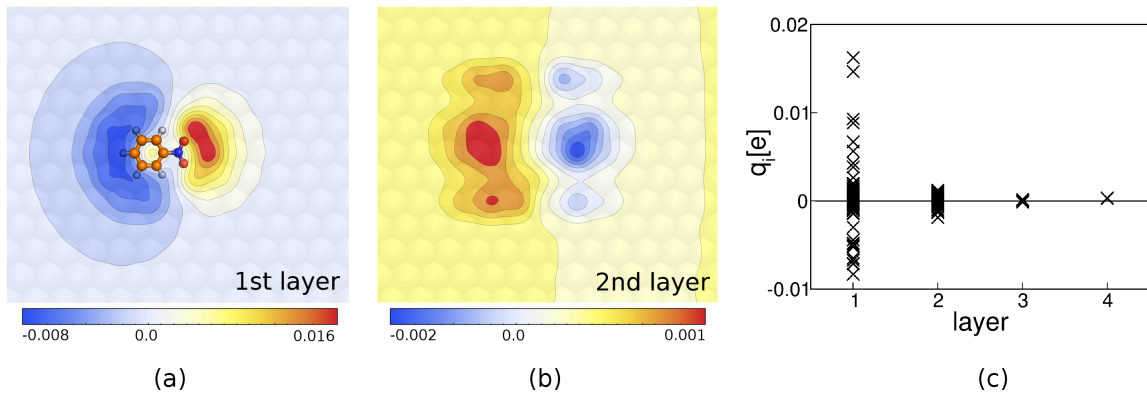 1st layer
-0.008 0.0 0.016
(a)
2nd layer
-0.002 0.0 0.001
(b)
0.02
0.01
0
-0.01
q_i[e]
1 2 3 4
layer
(c)